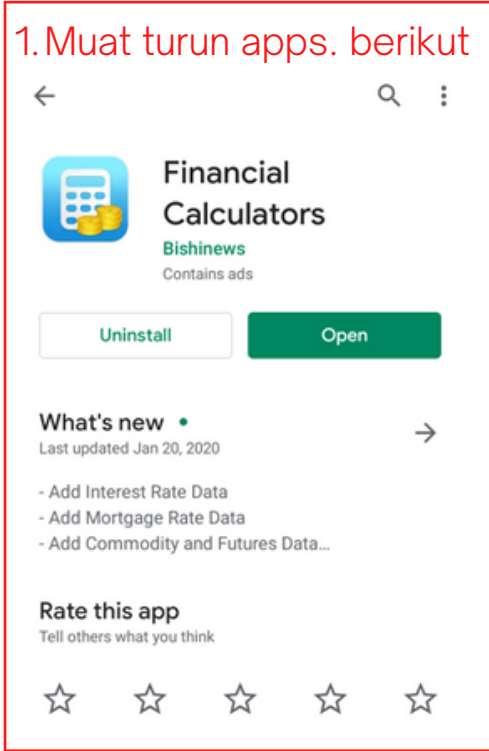 1. Muat turun apps. berikut
Financial
Calculators
Bishinews
Contains ads
Uninstall
Open
What's new •
Last updated Jan 20, 2020
- Add Interest Rate Data
- Add Mortgage Rate Data
- Add Commodity and Futures Data...
Rate this app
Tell others what you think